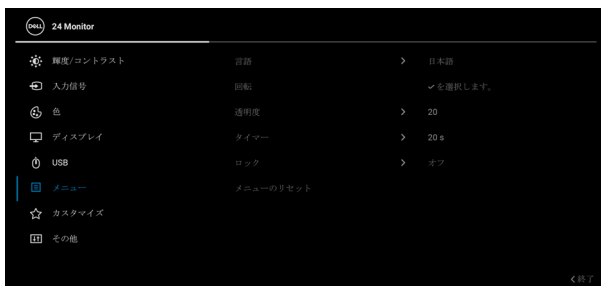 DELL 24 Monitor
輝度/コントラスト 言語 日本語
入力信号 回転 ✓を選択します。
色 透明度 20
ディスプレイ タイマー 20 s
USB ロック オフ
メニュー メニューのリセット
カスタマイズ
その他
終了